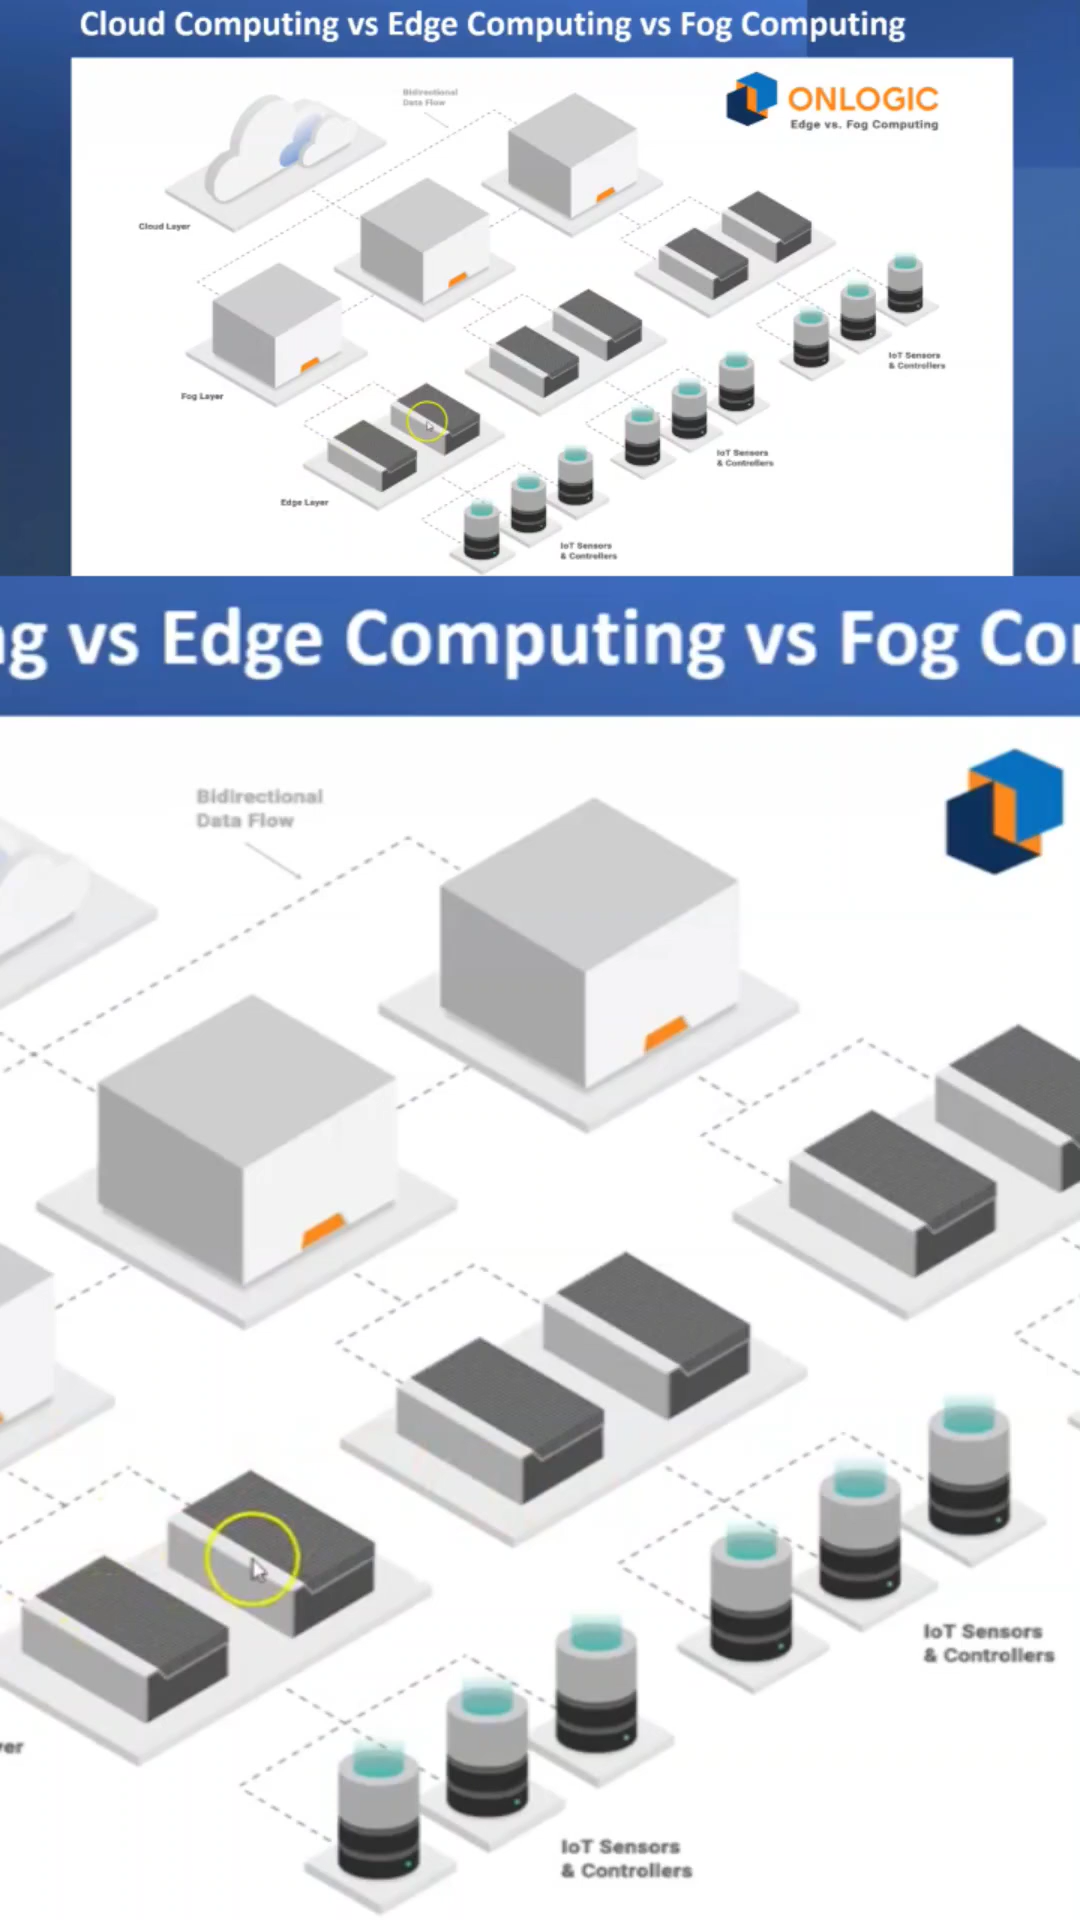 Cloud Computing vs Edge Computing vs Fog Computing
Bidirectional
Data Flow
ONLOGIC
Edge vs. Fog Computing
Cloud Layer
IoT Sensors
& Controllers
Fog Layer
IoT Sensors
& Controllers
Edge Layer
IoT Sensors
& Controllers
ng vs Edge Computing vs Fog Co
Bidirectional
Data Flow
IoT Sensors
& Controllers
yer
IoT Sensors
& Controllers